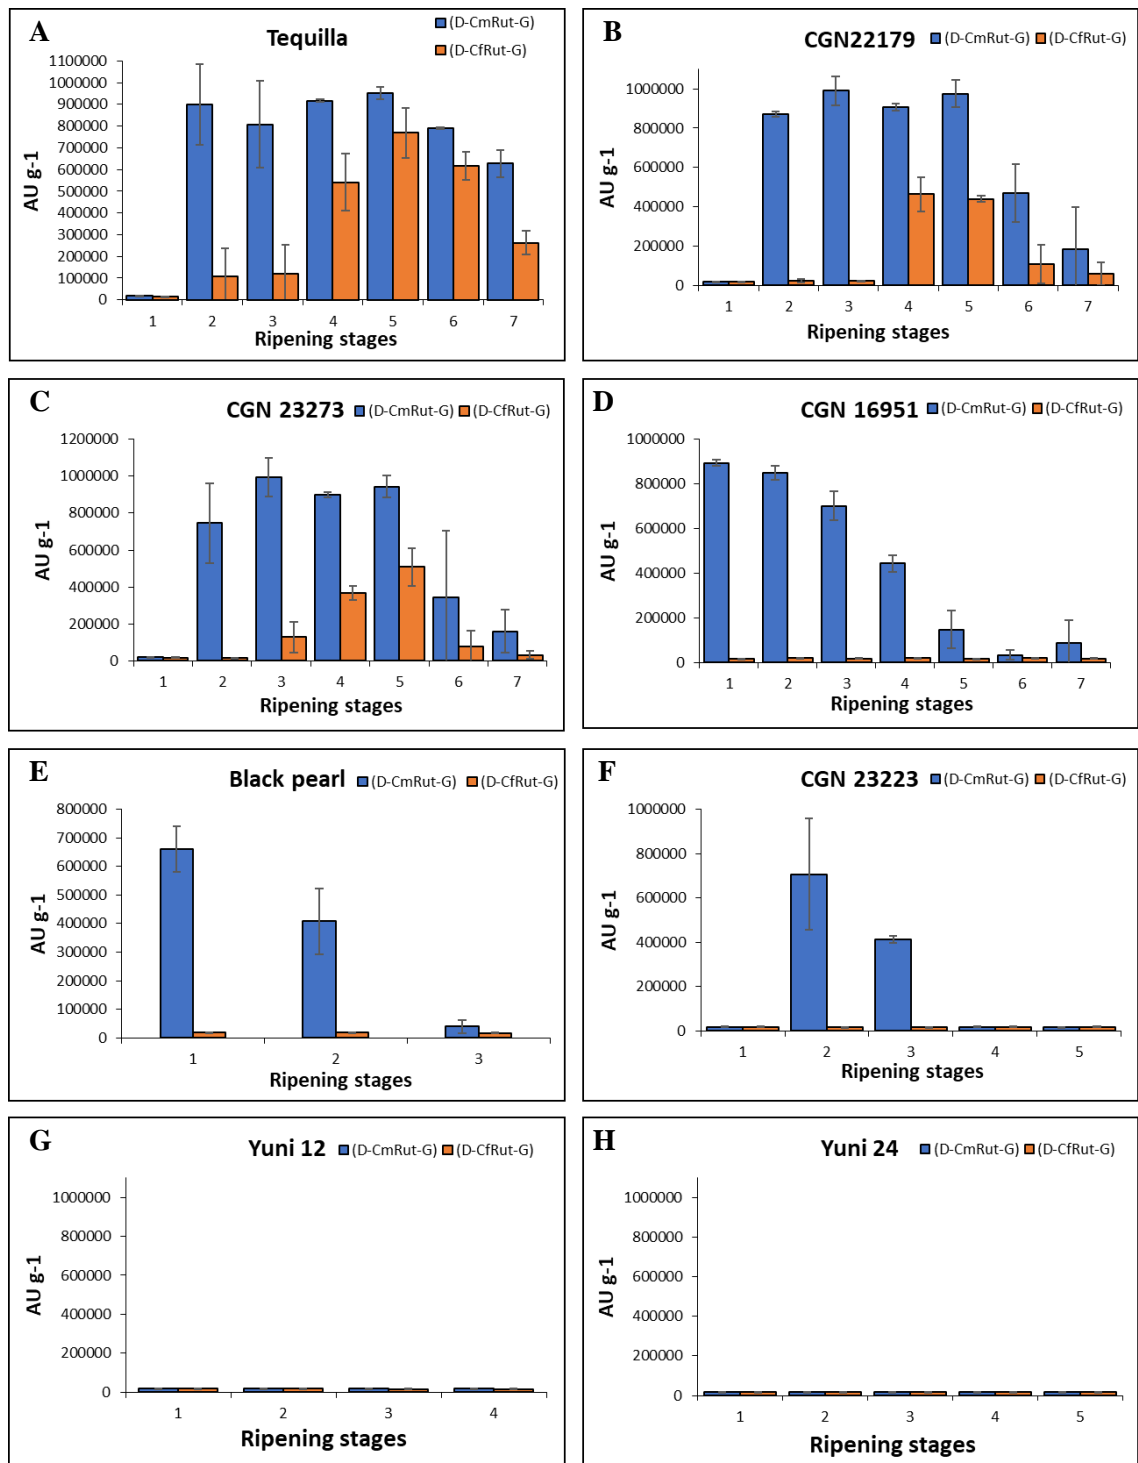 A
Tequilla
(D-CmRut-G)
(D-CfRut-G)
1100000
1000000
900000
800000
700000
600000
500000
400000
300000
200000
100000
0
AU g-1
1 2 3 4 5 6 7
Ripening stages
B
CGN22179 (D-CmRut-G) (D-CfRut-G)
1000000
800000
600000
400000
200000
0
AU g-1
1 2 3 4 5 6 7
Ripening stages
C
CGN 23273 (D-CmRut-G) (D-CfRut-G)
1200000
1000000
800000
600000
400000
200000
0
AU g-1
1 2 3 4 5 6 7
Ripening stages
D
CGN 16951 (D-CmRut-G) (D-CfRut-G)
1000000
800000
600000
400000
200000
0
AU g-1
1 2 3 4 5 6 7
Ripening stages
E
Black pearl (D-CmRut-G) (D-CfRut-G)
800000
700000
600000
500000
400000
300000
200000
100000
0
AU g-1
1 2 3
Ripening stages
F
CGN 23223 (D-CmRut-G) (D-CfRut-G)
1000000
800000
600000
400000
200000
0
AU g-1
1 2 3 4 5
Ripening stages
G
Yuni 12 (D-CmRut-G) (D-CfRut-G)
1000000
800000
600000
400000
200000
0
AU g-1
1 2 3 4
Ripening stages
H
Yuni 24 (D-CmRut-G) (D-CfRut-G)
1000000
800000
600000
400000
200000
0
AU g-1
1 2 3 4 5
Ripening stages